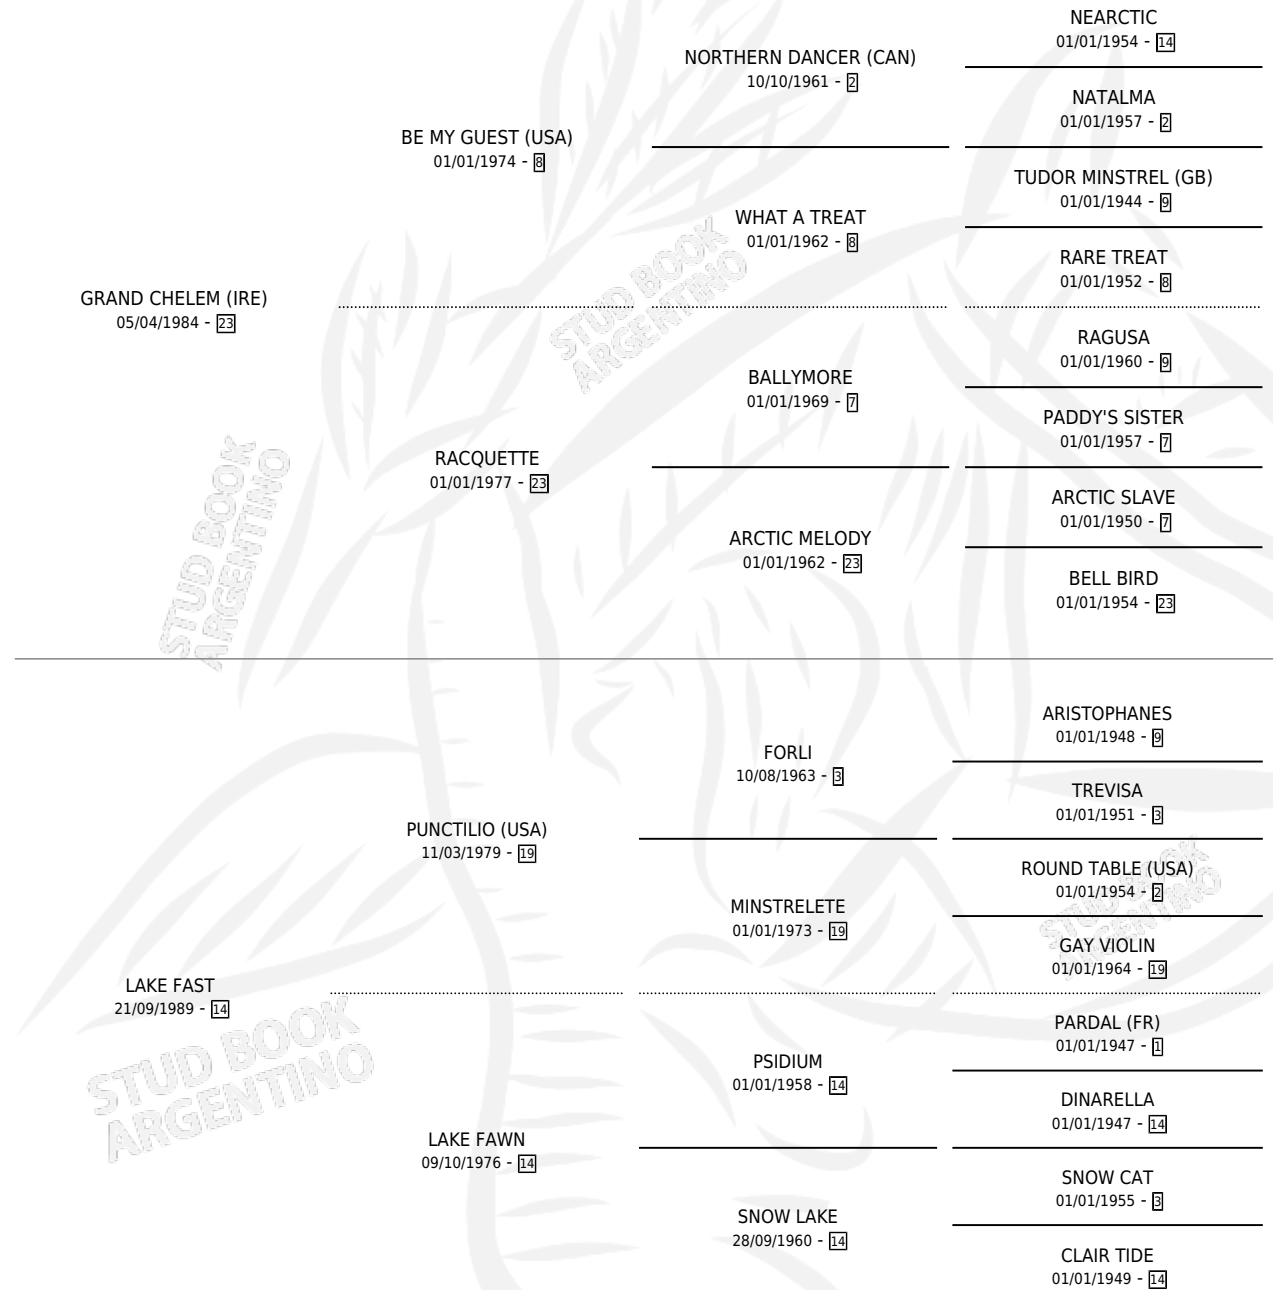 NEARCTIC
01/01/1954 - 14
NORTHERN DANCER (CAN)
10/10/1961 - 2
NATALMA
01/01/1957 - 2
BE MY GUEST (USA)
01/01/1974 - 8
TUDOR MINSTREL (GB)
01/01/1944 - 9
WHAT A TREAT
01/01/1962 - 8
RARE TREAT
01/01/1952 - 8
GRAND CHELEM (IRE)
05/04/1984 - 23
STUD BOOK
ARGENTINO
RAGUSA
01/01/1960 - 9
BALLYMORE
01/01/1969 - 7
PADDY'S SISTER
01/01/1957 - 7
RACQUETTE
01/01/1977 - 23
ARCTIC SLAVE
01/01/1950 - 7
ARCTIC MELODY
01/01/1962 - 23
BELL BIRD
01/01/1954 - 23
STUD BOOK
ARGENTINO
ARISTOPHANES
01/01/1948 - 9
FORLI
10/08/1963 - 3
TREVISA
01/01/1951 - 3
PUNCTILIO (USA)
11/03/1979 - 19
ROUND TABLE (USA)
01/01/1954 - 2
MINSTRELETE
01/01/1973 - 19
STUD BOOK
ARGENTINO
GAY VIOLIN
01/01/1964 - 19
LAKE FAST
21/09/1989 - 14
PARDAL (FR)
01/01/1947 - 1
PSIDIUM
01/01/1958 - 14
STUD BOOK
ARGENTINO
DINARELLA
01/01/1947 - 14
LAKE FAWN
09/10/1976 - 14
SNOW CAT
01/01/1955 - 3
SNOW LAKE
28/09/1960 - 14
CLAIR TIDE
01/01/1949 - 14